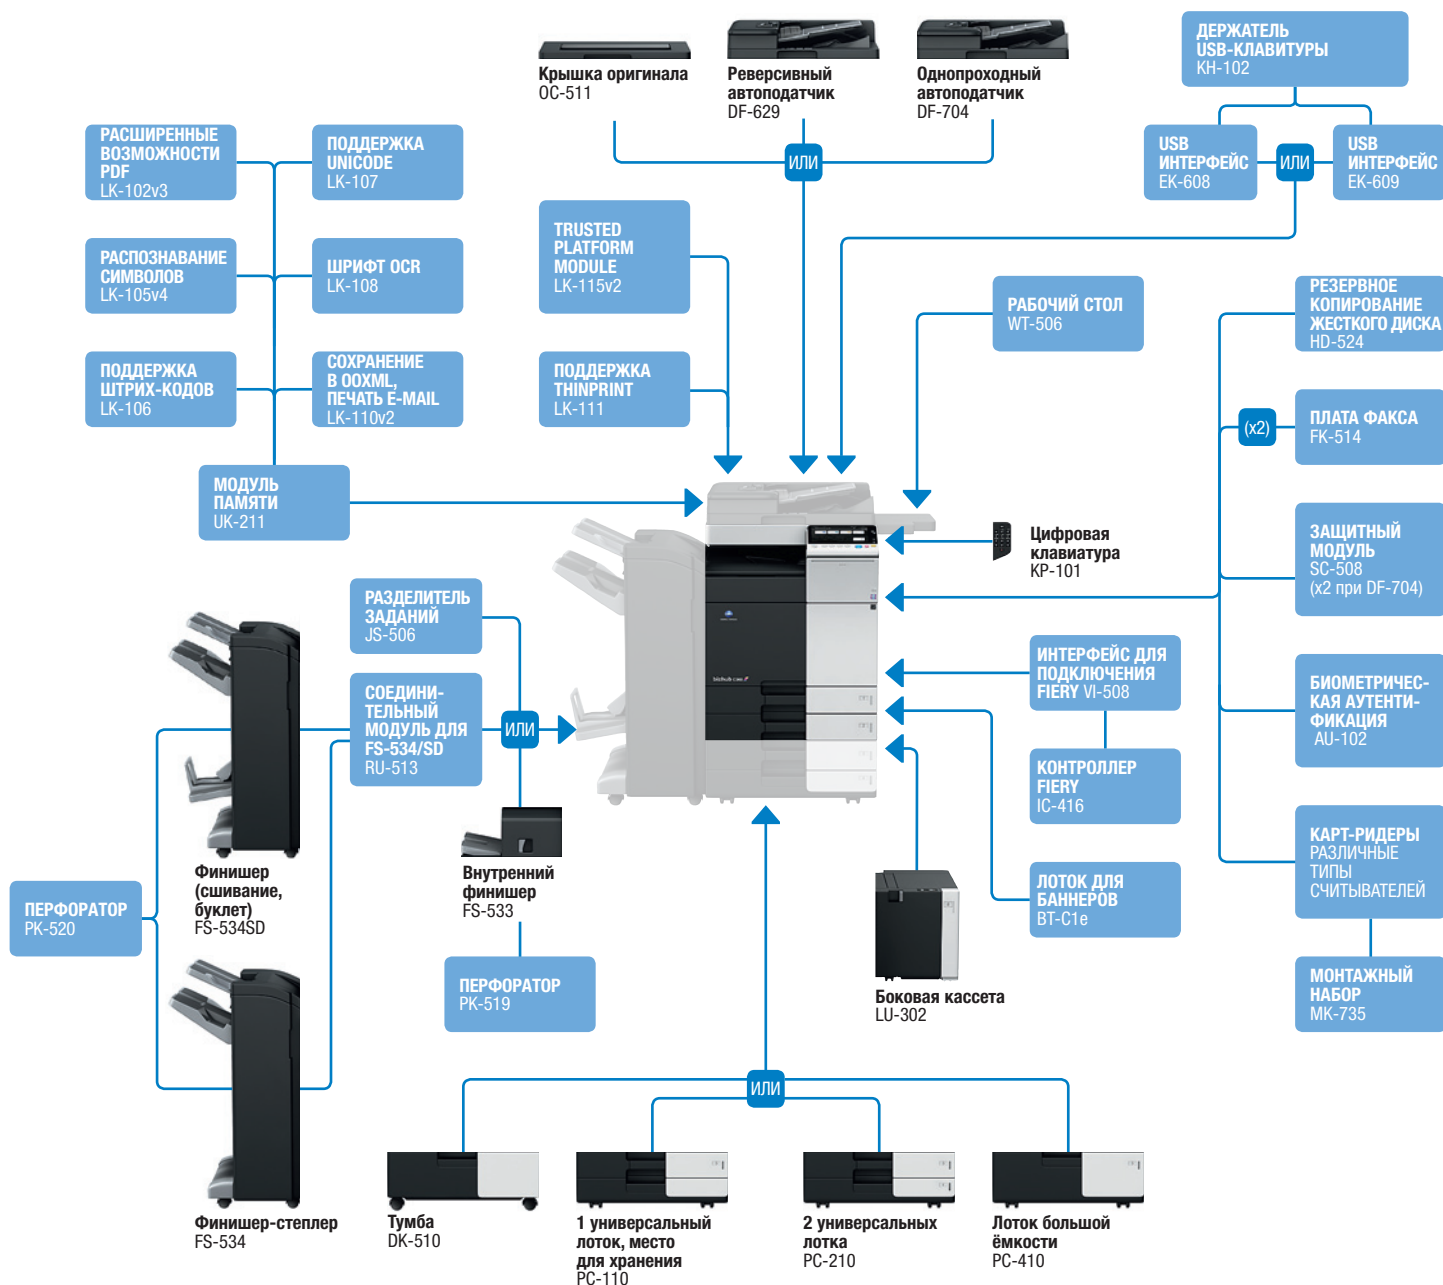 Крышка оригинала
OC-511
Реверсивный
автоподатчик
DF-629
Однопроходный
автоподатчик
DF-704
ДЕРЖАТЕЛЬ
USB-КЛАВИТУРЫ
KH-102
ИЛИ
USB
ИНТЕРФЕЙС
EK-608
ИЛИ
USB
ИНТЕРФЕЙС
EK-609
РАСШИРЕННЫЕ
ВОЗМОЖНОСТИ
PDF
LK-102v3
ПОДДЕРЖКА
UNICODE
LK-107
РАСПОЗНАВАНИЕ
СИМВОЛОВ
LK-105v4
ШРИФТ OCR
LK-108
ПОДДЕРЖКА
ШТРИХ-КОДОВ
LK-106
СОХРАНЕНИЕ
В OOXML,
ПЕЧАТЬ E-MAIL
LK-110v2
МОДУЛЬ
ПАМЯТИ
UK-211
TRUSTED
PLATFORM
MODULE
LK-115v2
ПОДДЕРЖКА
THINPRINT
LK-111
РАБОЧИЙ СТОЛ
WT-506
РЕЗЕРВНОЕ
КОПИРОВАНИЕ
ЖЕСТКОГО ДИСКА
HD-524
(x2)
ПЛАТА ФАКСА
FK-514
Цифровая
клавиатура
KP-101
ЗАЩИТНЫЙ
МОДУЛЬ
SC-508
(x2 при DF-704)
РАЗДЕЛИТЕЛЬ
ЗАДАНИЙ
JS-506
СОЕДИНИ-
ТЕЛЬНЫЙ
МОДУЛЬ ДЛЯ
FS-534/SD
RU-513
ИЛИ
ИНТЕРФЕЙС ДЛЯ
ПОДКЛЮЧЕНИЯ
FIERY VI-508
КОНТРОЛЛЕР
FIERY
IC-416
БИОМЕТРИЧЕС-
КАЯ АУТЕНТИ-
ФИКАЦИЯ
AU-102
КАРТ-РИДЕРЫ
РАЗЛИЧНЫЕ
ТИПЫ
СЧИТЫВАТЕЛЕЙ
ЛОТОК ДЛЯ
БАННЕРОВ
BT-C1e
МОНТАЖНЫЙ
НАБОР
MK-735
Финишер
(сшивание,
буклет)
FS-534SD
Внутренний
финишер
FS-533
ПЕРФОРАТОР
PK-520
ПЕРФОРАТОР
PK-519
Боковая кассета
LU-302
ИЛИ
Финишер-степлер
FS-534
Тумба
DK-510
1 универсальный
лоток, место
для хранения
PC-110
2 универсальных
лотка
PC-210
Лоток большой
ёмкости
PC-410